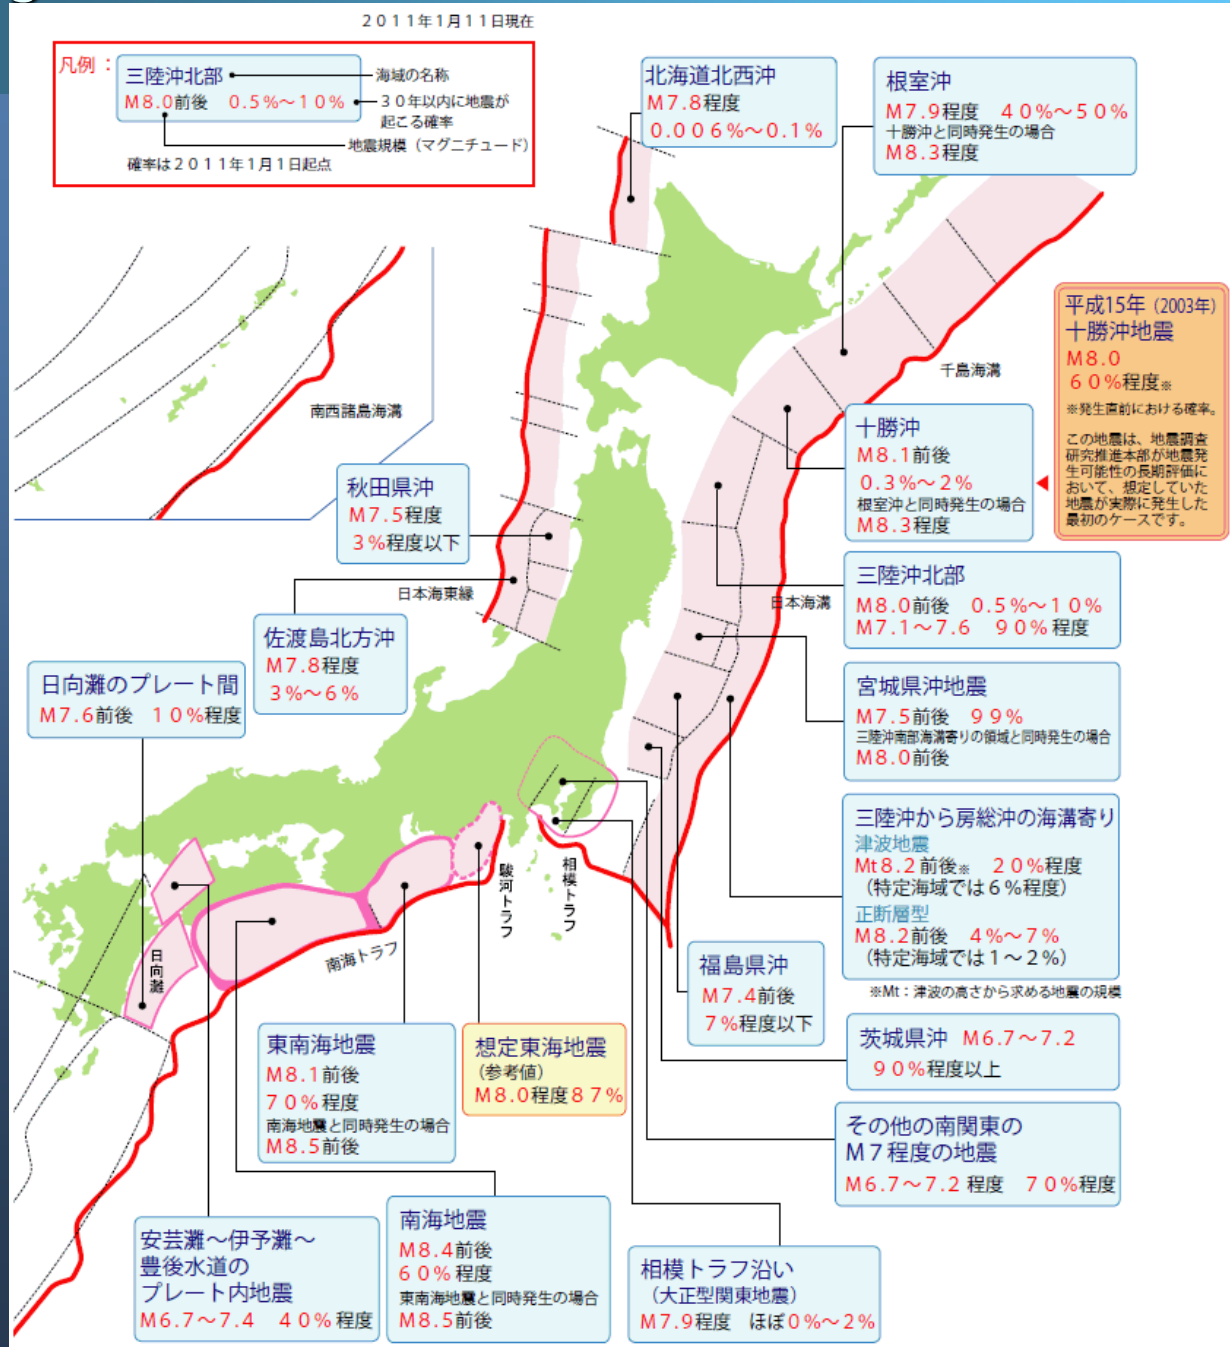 2011年1月11日現在
凡例：
三陸沖北部
M8.0前後　0.5%～10%
海域の名称
30年以内に地震が
起こる確率
地震規模（マグニチュード）
確率は2011年1月1日起点
北海道北西沖
M7.8程度
0.006%～0.1%
根室沖
M7.9程度　40%～50%
十勝沖と同時発生の場合
M8.3程度
平成15年（2003年）
十勝沖地震
M8.0
60%程度※
※発生直前における確率。
この地震は、地震調査
研究推進本部が地震発
生可能性の長期評価に
おいて、想定していた
地震が実際に発生した
最初のケースです。
千島海溝
南西諸島海溝
十勝沖
M8.1前後
0.3%～2%
根室沖と同時発生の場合
M8.3程度
秋田県沖
M7.5程度
3%程度以下
日本海東縁
日本海溝
三陸沖北部
M8.0前後　0.5%～10%
M7.1～7.6　90%程度
佐渡島北方沖
M7.8程度
3%～6%
日向灘のプレート間
M7.6前後　10%程度
宮城県沖地震
M7.5前後　99%
三陸沖南部海溝寄りの領域と同時発生の場合
M8.0前後
三陸沖から房総沖の海溝寄り
津波地震
Mt8.2前後※　20%程度
（特定海域では6%程度）
正断層型
M8.2前後　4%～7%
（特定海域では1～2%）
※Mt：津波の高さから求める地震の規模
駿河トラフ
相模トラフ
南海トラフ
日向灘
福島県沖
M7.4前後
7%程度以下
茨城県沖　M6.7～7.2
90%程度以上
東南海地震
M8.1前後
70%程度
南海地震と同時発生の場合
M8.5前後
想定東海地震
（参考値）
M8.0程度87%
その他の南関東の
M7程度の地震
M6.7～7.2程度　70%程度
安芸灘～伊予灘～
豊後水道の
プレート内地震
M6.7～7.4　40%程度
南海地震
M8.4前後
60%程度
東南海地震と同時発生の場合
M8.5前後
相模トラフ沿い
（大正型関東地震）
M7.9程度　ほぼ0%～2%